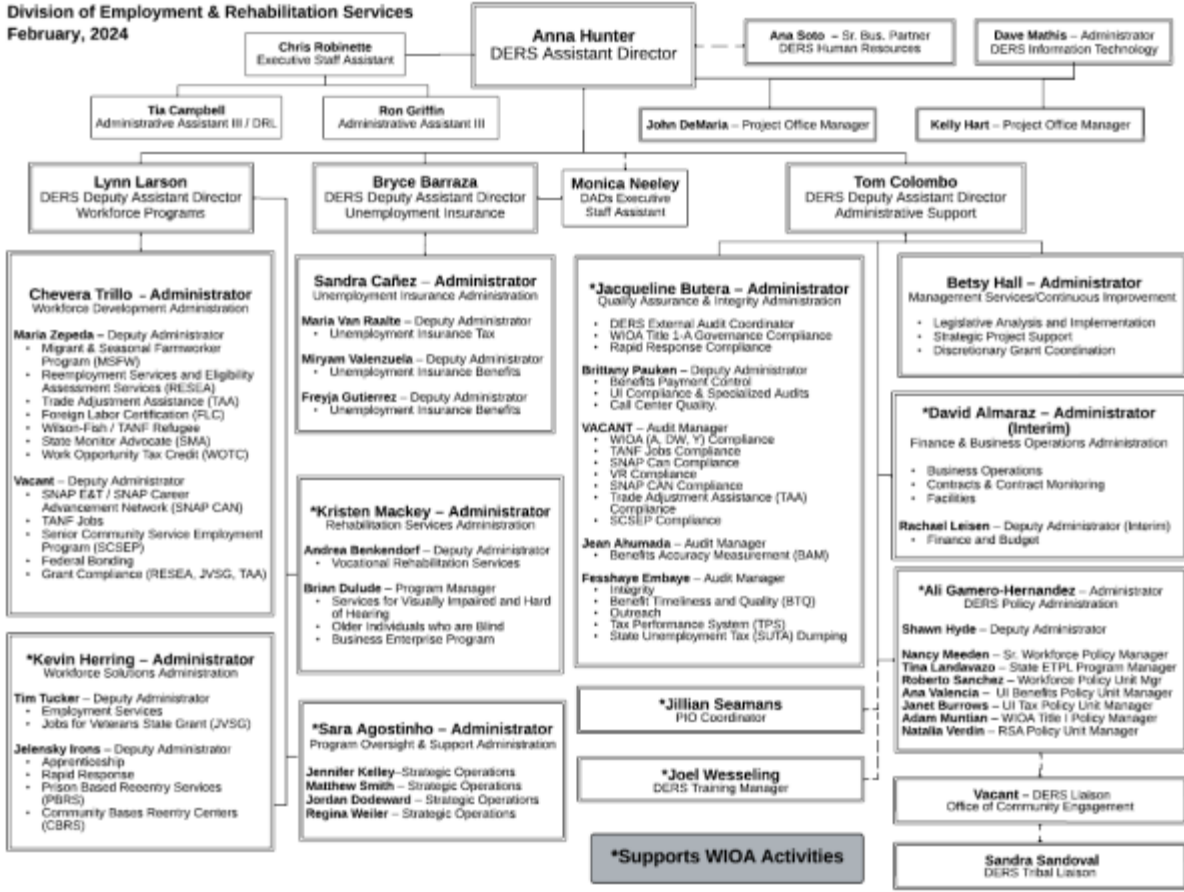 Division of Employment & Rehabilitation Services
February, 2024
Chris Robinette
Executive Staff Assistant
Anna Hunter
DERS Assistant Director
Ana Soto – Sr. Bus. Partner
DERS Human Resources
Dave Mathis – Administrator
DERS Information Technology
Tia Campbell
Administrative Assistant III / DRL
Ron Griffin
Administrative Assistant III
John DeMaria – Project Office Manager
Kelly Hart – Project Office Manager
Lynn Larson
DERS Deputy Assistant Director
Workforce Programs
Bryce Barraza
DERS Deputy Assistant Director
Unemployment Insurance
Monica Neeley
DADs Executive
Staff Assistant
Tom Colombo
DERS Deputy Assistant Director
Administrative Support
Chevera Trillo – Administrator
Workforce Development Administration
Maria Zepeda – Deputy Administrator
• Migrant & Seasonal Farmworker
Program (MSFW)
• Reemployment Services and Eligibility
Assessment Services (RESEA)
• Trade Adjustment Assistance (TAA)
• Foreign Labor Certification (FLC)
• Wilson-Fish / TANF Refugee
• State Monitor Advocate (SMA)
• Work Opportunity Tax Credit (WOTC)
Vacant – Deputy Administrator
• SNAP E&T / SNAP Career
Advancement Network (SNAP CAN)
• TANF Jobs
• Senior Community Service Employment
Program (SCSEP)
• Federal Bonding
• Grant Compliance (RESEA, JVSG, TAA)
*Kevin Herring – Administrator
Workforce Solutions Administration
Tim Tucker – Deputy Administrator
• Employment Services
• Jobs for Veterans State Grant (JVSG)
Jelensky Irons – Deputy Administrator
• Apprenticeship
• Rapid Response
• Prison Based Reeentry Services
(PBRS)
• Community Bases Reentry Centers
(CBRS)
Sandra Cañez – Administrator
Unemployment Insurance Administration
Maria Van Raalte – Deputy Administrator
• Unemployment Insurance Tax
Miryam Valenzuela – Deputy Administrator
• Unemployment Insurance Benefits
Freyja Gutierrez – Deputy Administrator
• Unemployment Insurance Benefits
*Kristen Mackey – Administrator
Rehabilitation Services Administration
Andrea Benkendorf – Deputy Administrator
• Vocational Rehabilitation Services
Brian Dulude – Program Manager
• Services for Visually Impaired and Hard
of Hearing
• Older Individuals who are Blind
• Business Enterprise Program
*Sara Agostinho – Administrator
Program Oversight & Support Administration
Jennifer Kelley–Strategic Operations
Matthew Smith – Strategic Operations
Jordan Dodeward – Strategic Operations
Regina Weiler – Strategic Operations
*Jacqueline Butera – Administrator
Quality Assurance & Integrity Administration
• DERS External Audit Coordinator
• WIOA Title 1-A Governance Compliance
• Rapid Response Compliance
Brittany Pauken – Deputy Administrator
• Benefits Payment Control
• UI Compliance & Specialized Audits
• Call Center Quality.
VACANT – Audit Manager
• WIOA (A, DW, Y) Compliance
• TANF Jobs Compliance
• SNAP Can Compliance
• VR Compliance
• SNAP CAN Compliance
• Trade Adjustment Assistance (TAA)
Compliance
• SCSEP Compliance
Jean Ahumada – Audit Manager
• Benefits Accuracy Measurement (BAM)
Fesshaye Embaye – Audit Manager
• Integrity
• Benefit Timeliness and Quality (BTQ)
• Outreach
• Tax Performance System (TPS)
• State Unemployment Tax (SUTA) Dumping
*Jillian Seamans
PIO Coordinator
*Joel Wesseling
DERS Training Manager
*Supports WIOA Activities
Betsy Hall – Administrator
Management Services/Continuous Improvement
• Legislative Analysis and Implementation
• Strategic Project Support
• Discretionary Grant Coordination
*David Almaraz – Administrator
(Interim)
Finance & Business Operations Administration
• Business Operations
• Contracts & Contract Monitoring
• Facilities
Rachael Leisen – Deputy Administrator (Interim)
• Finance and Budget
*Ali Gamero-Hernandez – Administrator
DERS Policy Administration
Shawn Hyde – Deputy Administrator
Nancy Meeden – Sr. Workforce Policy Manager
Tina Landavazo – State ETPL Program Manager
Roberto Sanchez – Workforce Policy Unit Mgr
Ana Valencia – UI Benefits Policy Unit Manager
Janet Burrows – UI Tax Policy Unit Manager
Adam Muntian – WIOA Title I Policy Manager
Natalia Verdin – RSA Policy Unit Manager
Vacant – DERS Liaison
Office of Community Engagement
Sandra Sandoval
DERS Tribal Liaison